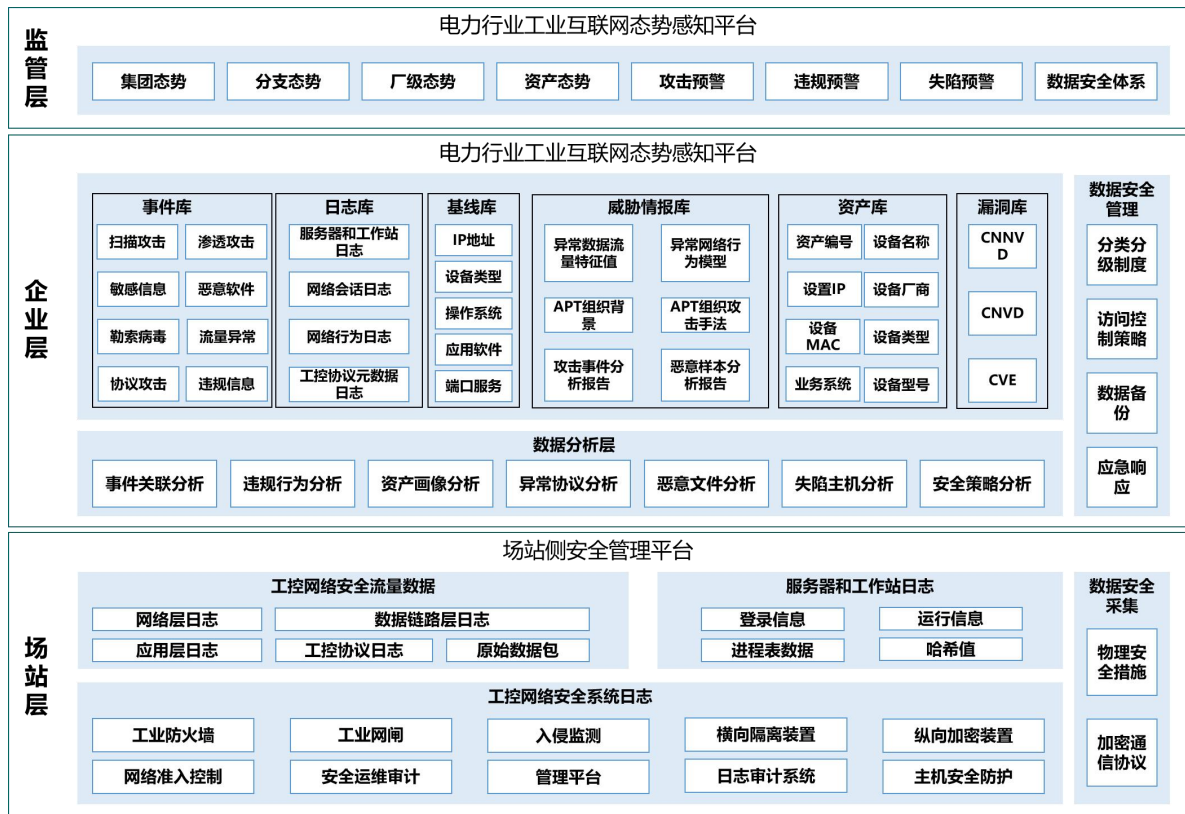 监管层
电力行业工业互联网态势感知平台
集团态势
分支态势
厂级态势
资产态势
攻击预警
违规预警
失陷预警
数据安全体系
企业层
电力行业工业互联网态势感知平台
事件库
扫描攻击
渗透攻击
敏感信息
恶意软件
勒索病毒
流量异常
协议攻击
违规信息
日志库
服务器和工作站
日志
网络会话日志
网络行为日志
工控协议元数据
日志
基线库
IP地址
设备类型
操作系统
应用软件
端口服务
威胁情报库
异常数据流
量特征值
异常网络行
为模型
APT组织背
景
APT组织攻
击手法
攻击事件分
析报告
恶意样本分
析报告
资产库
资产编号
设备名称
设置IP
设备厂商
设备
MAC
设备类型
业务系统
设备型号
漏洞库
CNNV
D
CNVD
CVE
数据安全
管理
分类分
级制度
访问控
制策略
数据备
份
应急响
应
数据分析层
事件关联分析
违规行为分析
资产画像分析
异常协议分析
恶意文件分析
失陷主机分析
安全策略分析
场站层
场站侧安全管理平台
工控网络安全流量数据
网络层日志
数据链路层日志
应用层日志
工控协议日志
原始数据包
服务器和工作站日志
登录信息
运行信息
进程表数据
哈希值
数据安全
采集
物理安
全措施
加密通
信协议
工控网络安全系统日志
工业防火墙
工业网闸
入侵监测
横向隔离装置
纵向加密装置
网络准入控制
安全运维审计
管理平台
日志审计系统
主机安全防护